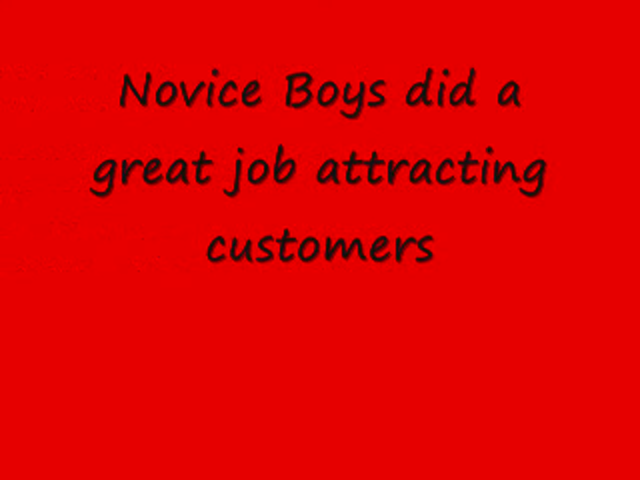 Novice Boys did a
great job attracting
customers